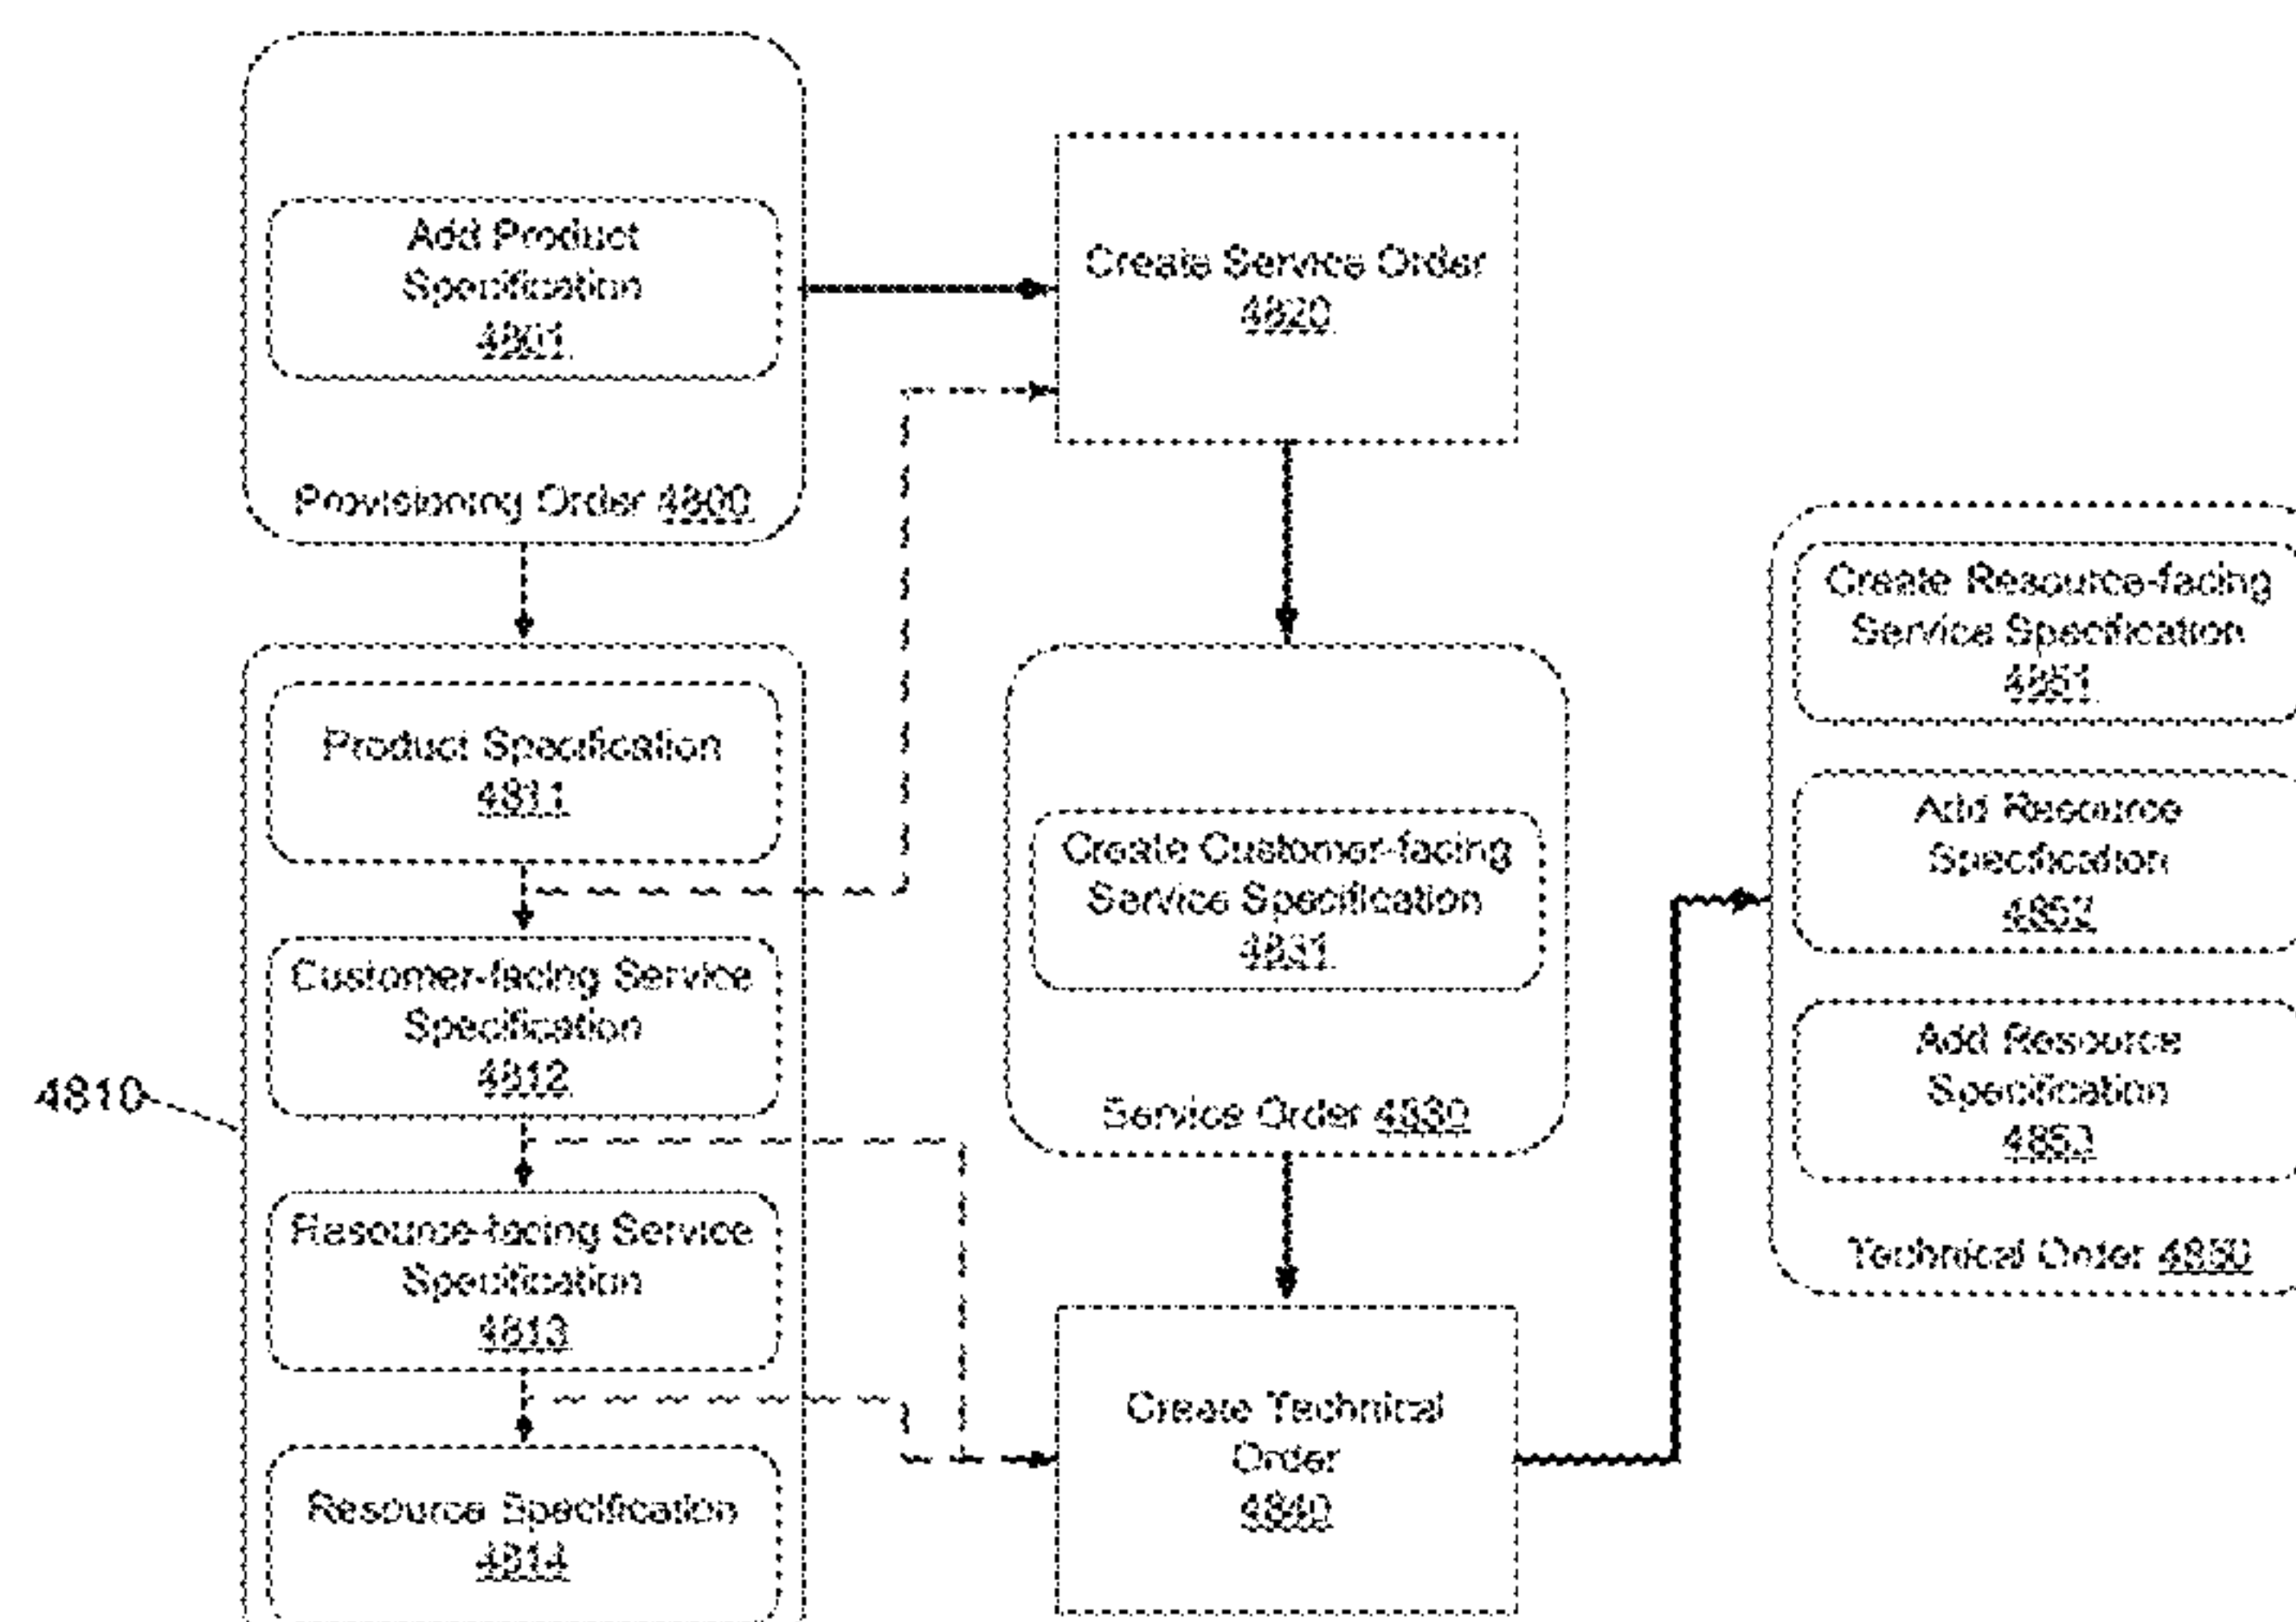 Add Product
Specification
4801
Provisioning Order 4800
Create Service Order
4820
Product Specification
4811
Customer-facing Service
Specification
4812
Resource-facing Service
Specification
4813
Resource Specification
4814
4810
Create Customer-facing
Service Specification
4831
Service Order 4830
Create Technical
Order
4840
Create Resource-facing
Service Specification
4851
Add Resource
Specification
4852
Add Resource
Specification
4853
Technical Order 4850